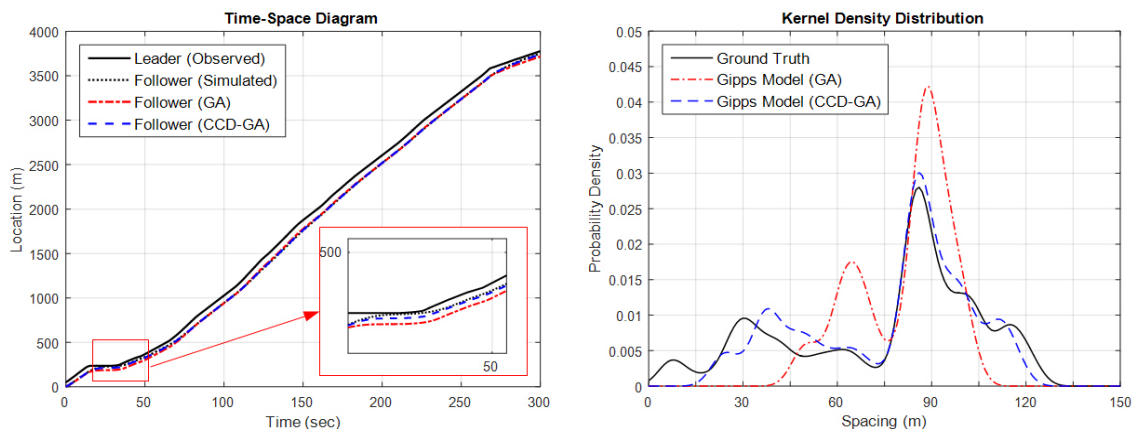 Time-Space Diagram
4000
3500
3000
2500
2000
1500
1000
500
0
Location (m)
Leader (Observed)
Follower (Simulated)
Follower (GA)
Follower (CCD-GA)
500
50
0
50
100
150
200
250
300
Time (sec)
Kernel Density Distribution
0.05
0.045
0.04
0.035
0.03
0.025
0.02
0.015
0.01
0.005
0
Probability Density
Ground Truth
Gipps Model (GA)
Gipps Model (CCD-GA)
0
30
60
90
120
150
Spacing (m)